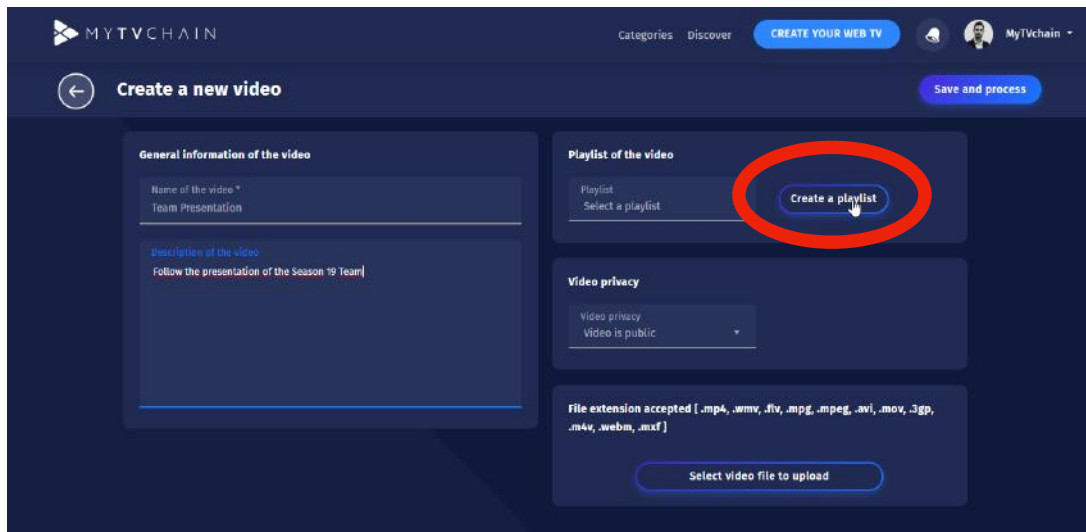 MYTVCHAIN
Categories Discover CREATE YOUR WEB TV MyTVchain
Create a new video
Save and process
General information of the video
Name of the video *
Team Presentation
Description of the video
Follow the presentation of the Season 19 Team
Playlist of the video
Playlist
Select a playlist
Create a playlist
Video privacy
Video privacy
Video is public
File extension accepted [ .mp4, .wmv, .flv, .mpg, .mpeg, .avi, .mov, .3gp,
.m4v, .webm, .mxf ]
Select video file to upload